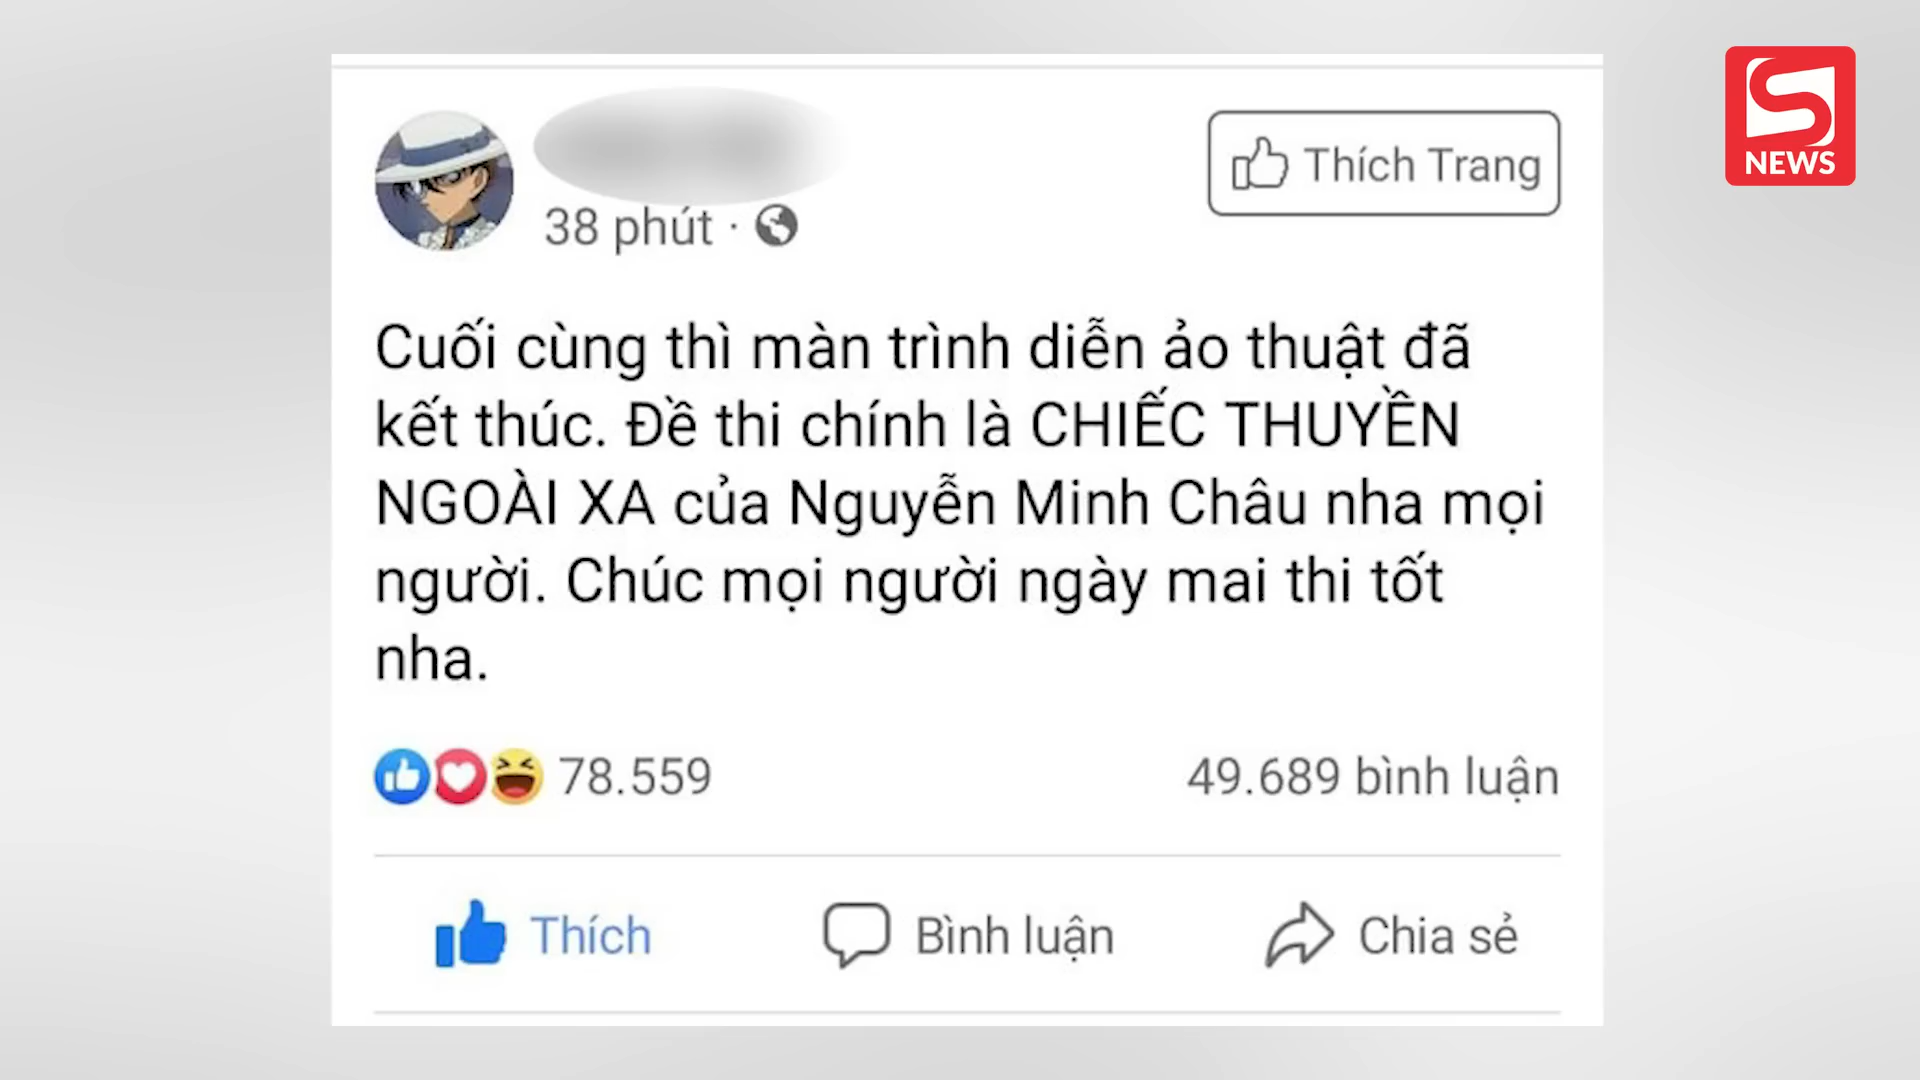 S
NEWS
Thích Trang
38 phút ·
Cuối cùng thì màn trình diễn ảo thuật đã
kết thúc. Đề thi chính là CHIẾC THUYỀN
NGOÀI XA của Nguyễn Minh Châu nha mọi
người. Chúc mọi người ngày mai thi tốt
nha.
78.559
49.689 bình luận
Thích
Bình luận
Chia sẻ